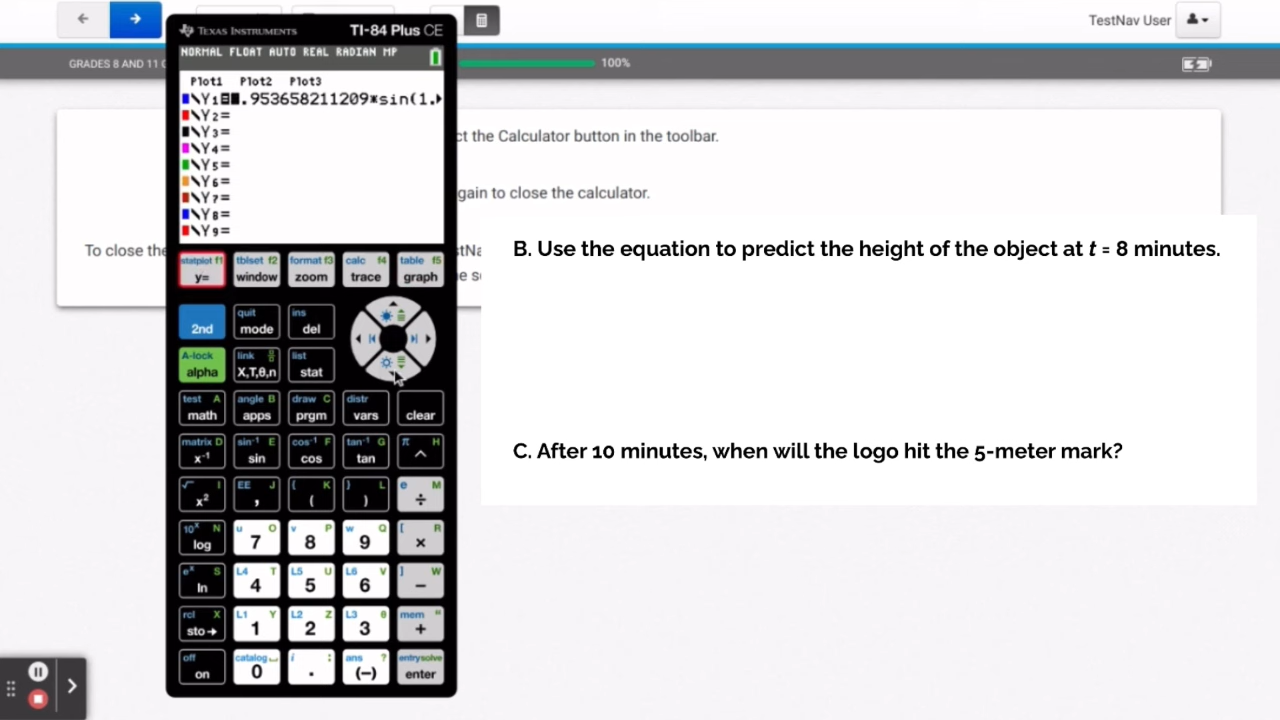 TestNav User
GRADES 8 AND 11 C
100%
ct the Calculator button in the toolbar.
gain to close the calculator.
To close the
stNa
e s
TEXAS INSTRUMENTS TI-84 Plus CE
NORMAL FLOAT AUTO REAL RADIAN MP
Plot1 Plot2 Plot3
\Y1=.953658211209*sin(1.
\Y2=
\Y3=
\Y4=
\Y5=
\Y6=
\Y7=
\Y8=
\Y9=
statplot f1 tblset f2 format f3 calc f4 table f5
y= window zoom trace graph
quit ins
2nd mode del
A-lock link list
alpha X,T,θ,n stat
test A angle B draw C distr
math apps prgm vars clear
matrix D sin-1 E cos-1 F tan-1 G π H
x-1 sin cos tan ^
√ I EE J { K } L e M
x2 , ( ) ÷
10x N u O v P w Q [ R
log 7 8 9 ×
ex S L4 T L5 U L6 V ] W
ln 4 5 6 −
rcl X L1 Y L2 Z L3 θ mem "
sto→ 1 2 3 +
off catalog i : ans ? entry solve
on 0 . (−) enter
B. Use the equation to predict the height of the object at t = 8 minutes.
C. After 10 minutes, when will the logo hit the 5-meter mark?